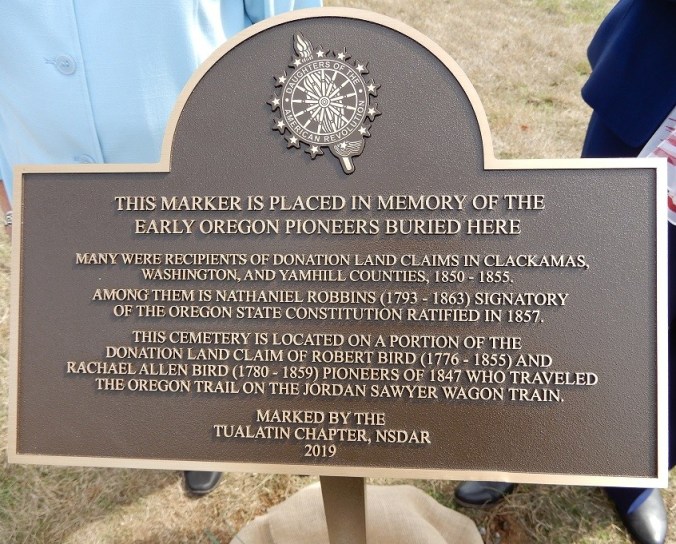 DAUGHTERS OF THE
AMERICAN REVOLUTION
THIS MARKER IS PLACED IN MEMORY OF THE
EARLY OREGON PIONEERS BURIED HERE
MANY WERE RECIPIENTS OF DONATION LAND CLAIMS IN CLACKAMAS,
WASHINGTON, AND YAMHILL COUNTIES, 1850 - 1855.
AMONG THEM IS NATHANIEL ROBBINS (1793 - 1863) SIGNATORY
OF THE OREGON STATE CONSTITUTION RATIFIED IN 1857.
THIS CEMETERY IS LOCATED ON A PORTION OF THE
DONATION LAND CLAIM OF ROBERT BIRD (1776 - 1855) AND
RACHAEL ALLEN BIRD (1780 - 1859) PIONEERS OF 1847 WHO TRAVELED
THE OREGON TRAIL ON THE JORDAN SAWYER WAGON TRAIN.
MARKED BY THE
TUALATIN CHAPTER, NSDAR
2019